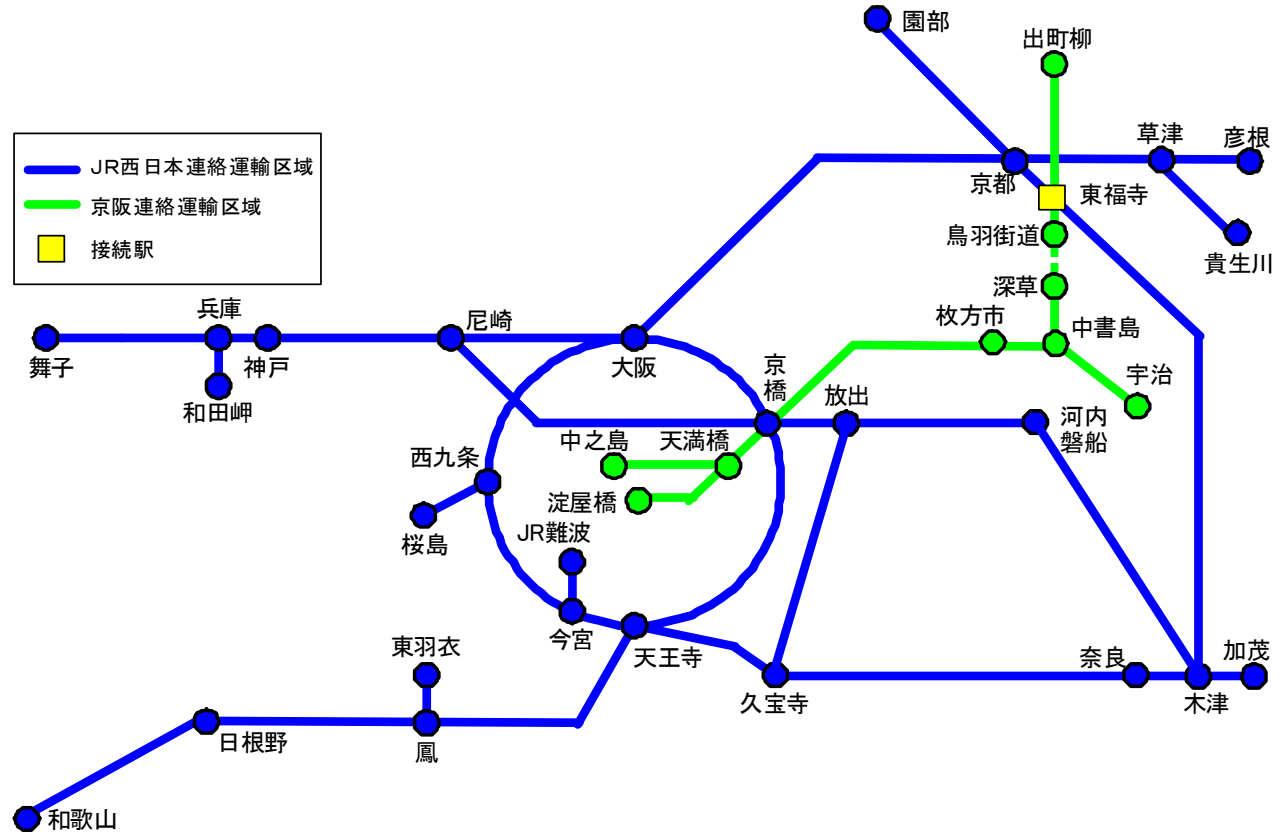 園部
出町柳
草津
彦根
JR西日本連絡運輸区域
京阪連絡運輸区域
接続駅
京都
東福寺
鳥羽街道
貴生川
深草
兵庫
尼崎
枚方市
中書島
舞子
神戸
大阪
京橋
放出
宇治
和田岬
河内
磐船
西九条
中之島
天満橋
淀屋橋
桜島
JR難波
今宮
天王寺
東羽衣
奈良
加茂
久宝寺
木津
日根野
鳳
和歌山